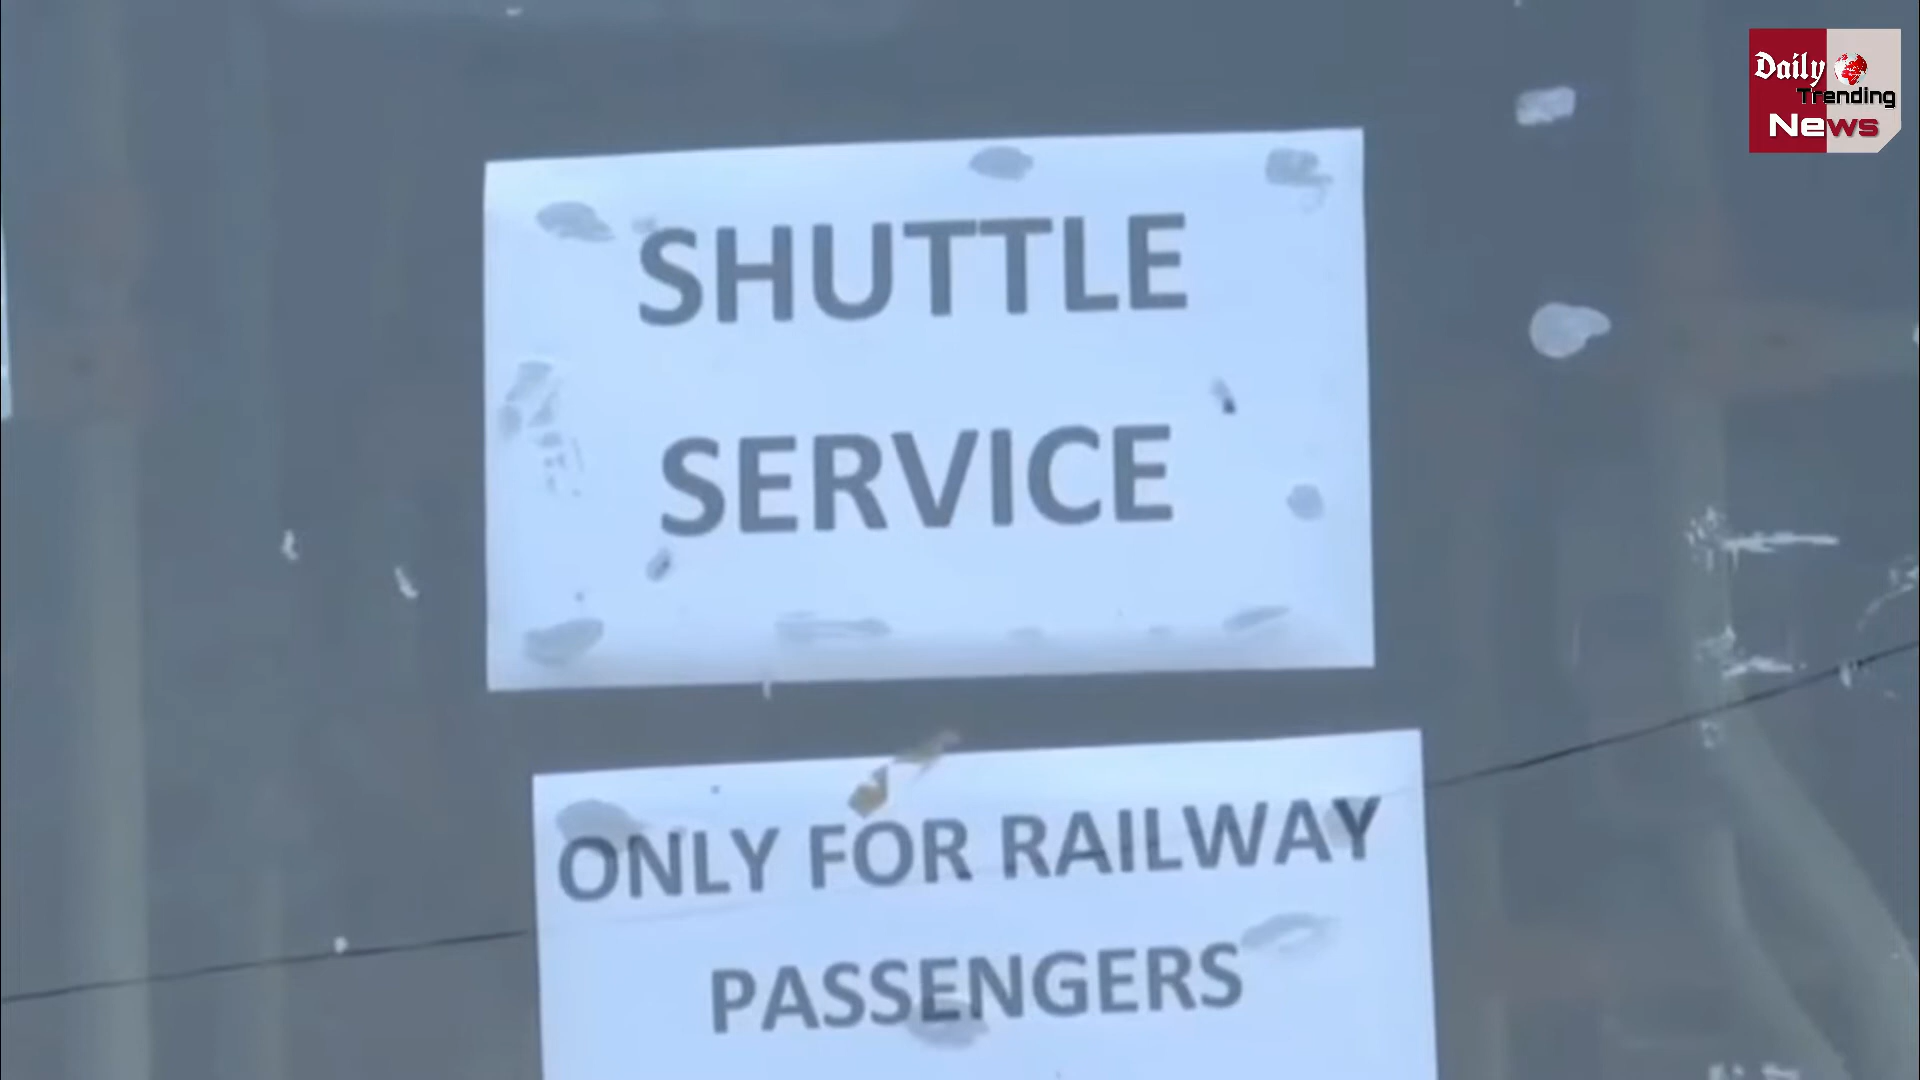 Daily
Trending
News
SHUTTLE
SERVICE
ONLY FOR RAILWAY
PASSENGERS